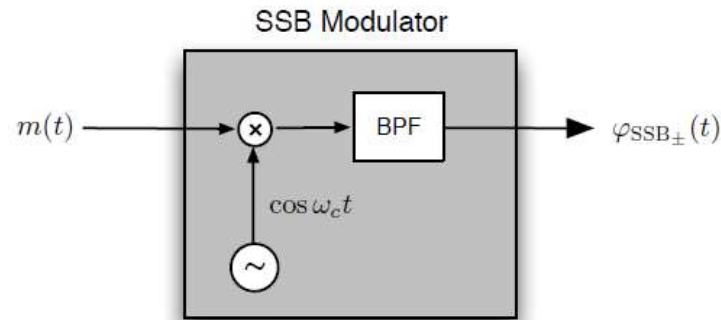 SSB Modulator
m(t)
×
BPF
φSSB±(t)
cos ωct
~